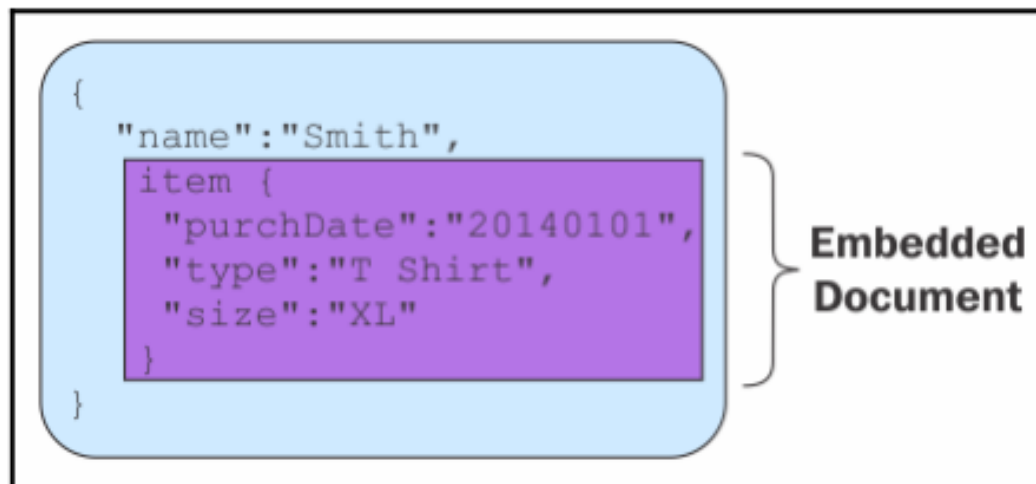 {
"name":"Smith",
item {
"purchDate":"20140101",
"type":"T Shirt",
"size":"XL"
}
}
Embedded
Document